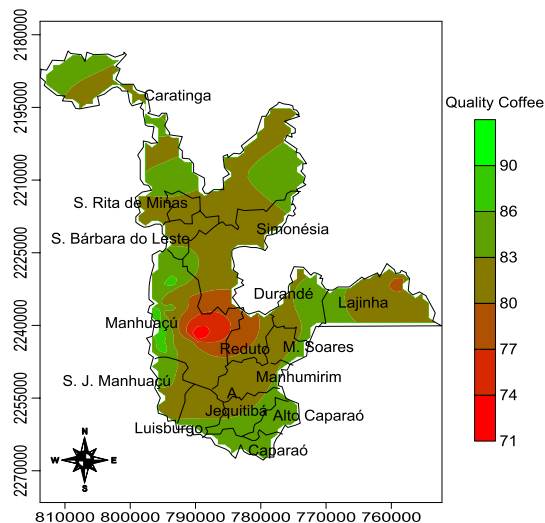 2180000
2195000
2210000
2225000
2240000
2255000
2270000
Caratinga
S. Rita de Minas
S. Bárbara do Leste
Simonésia
Durandé
Lajinha
Manhuaçú
Reduto
M. Soares
S. J. Manhuaçú
Manhumirim
A.
Jequitibá
Alto Caparaó
Luisburgo
Caparaó
N
W E
S
810000 800000 790000 780000 770000 760000
Quality Coffee
90
86
83
80
77
74
71